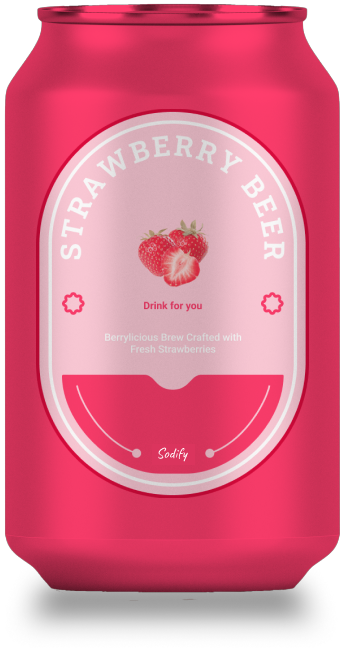 STRAWBERRY BEER
Drink for you
Berrylicious Brew Crafted with
Fresh Strawberries
Sodify